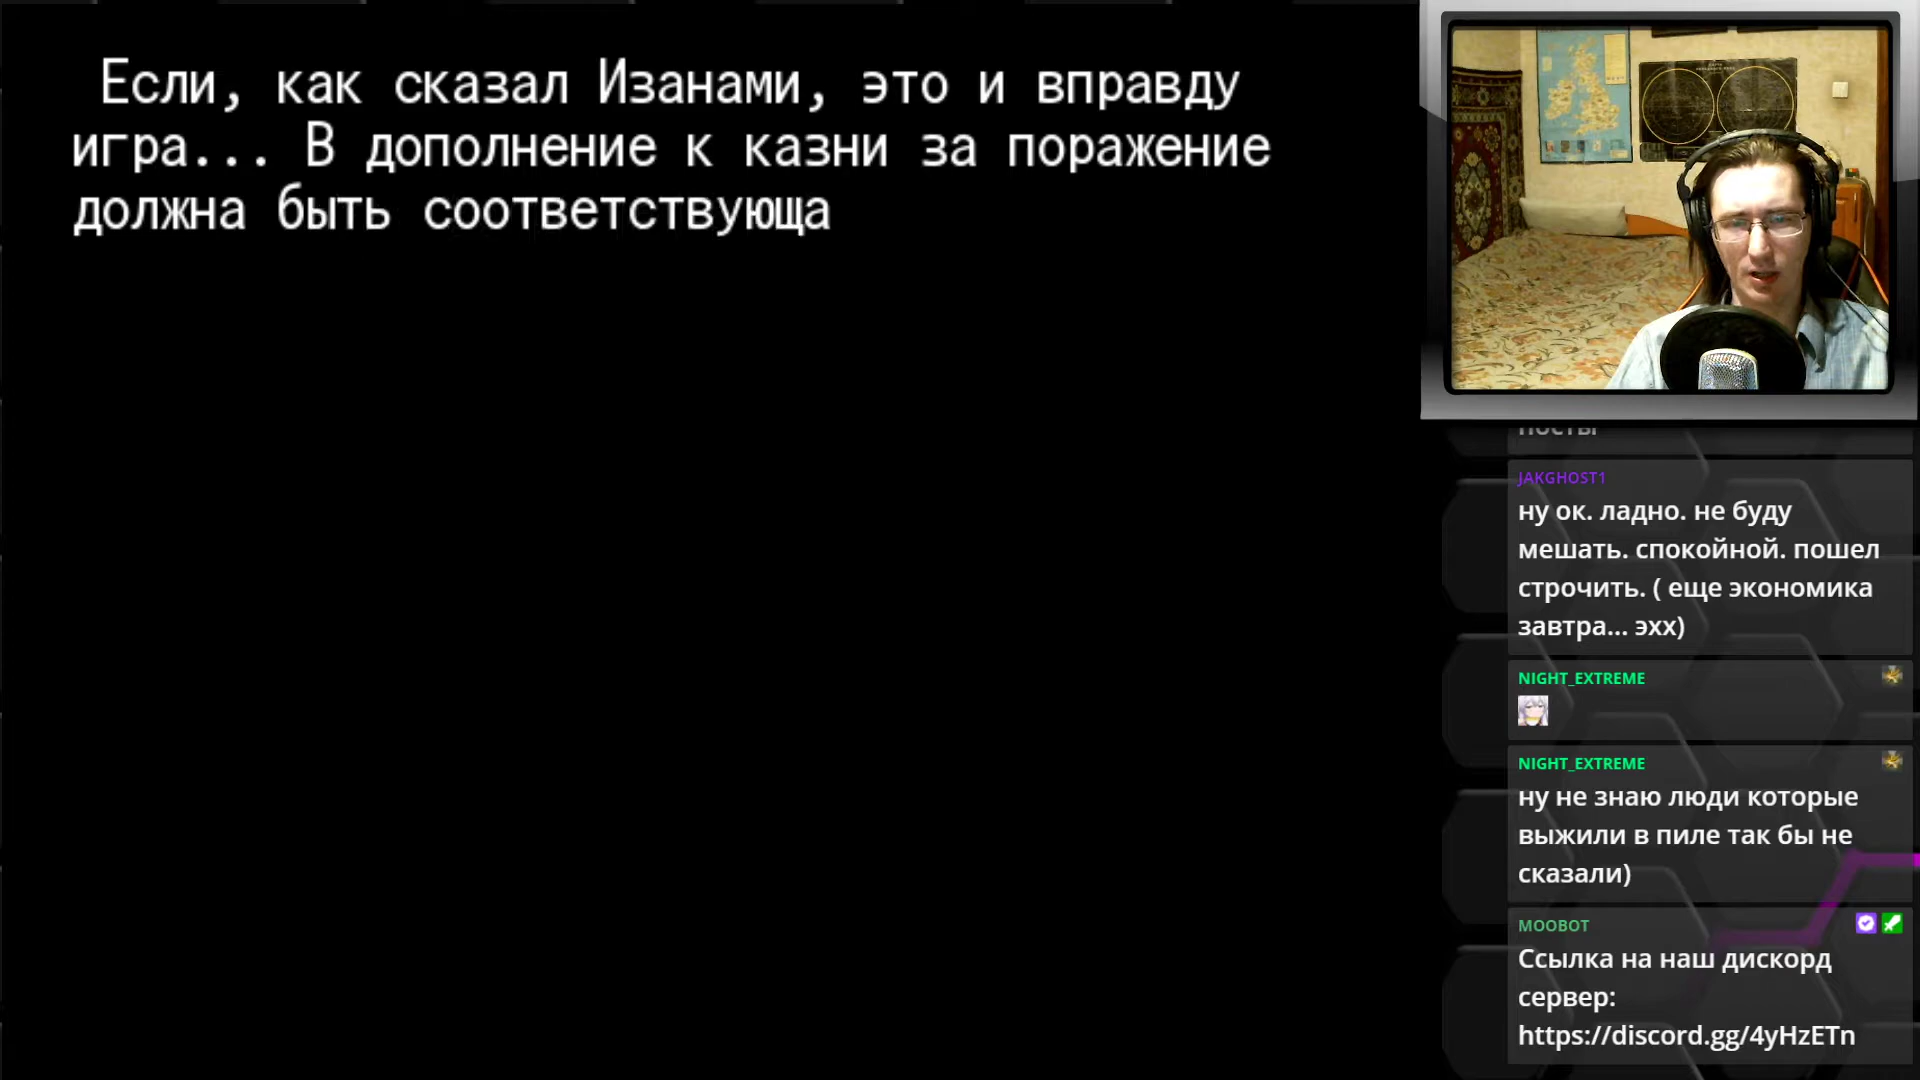 Если, как сказал Изанами, это и вправду
игра... В дополнение к казни за поражение
должна быть соответствующа
посты
JAKGHOST1
ну ок. ладно. не буду
мешать. спокойной. пошел
строчить. ( еще экономика
завтра... эхх)
NIGHT_EXTREME
NIGHT_EXTREME
ну не знаю люди которые
выжили в пиле так бы не
сказали)
MOOBOT
Ссылка на наш дискорд
сервер:
https://discord.gg/4yHzETn